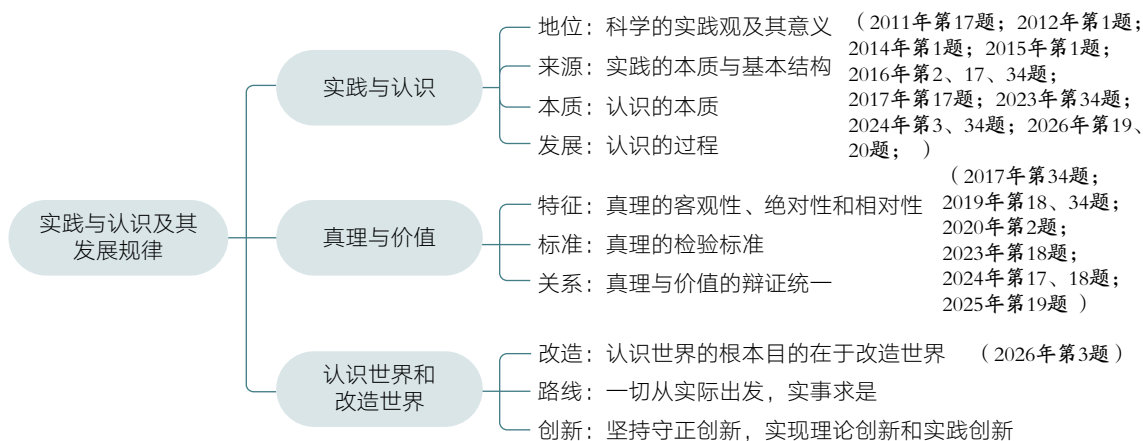 实践与认识及其
发展规律
实践与认识
地位：科学的实践观及其意义
来源：实践的本质与基本结构
本质：认识的本质
发展：认识的过程
（2011年第17题；2012年第1题；
2014年第1题；2015年第1题；
2016年第2、17、34题；
2017年第17题；2023年第34题；
2024年第3、34题；2026年第19、
20题； ）
真理与价值
特征：真理的客观性、绝对性和相对性
标准：真理的检验标准
关系：真理与价值的辩证统一
（2017年第34题；
2019年第18、34题；
2020年第2题；
2023年第18题；
2024年第17、18题；
2025年第19题 ）
认识世界和
改造世界
改造：认识世界的根本目的在于改造世界
（2026年第3题）
路线：一切从实际出发，实事求是
创新：坚持守正创新，实现理论创新和实践创新